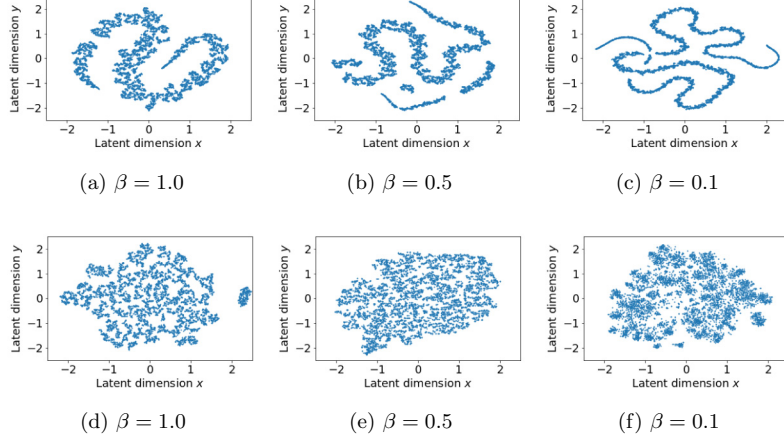 Latent dimension y
2
1
0
−1
−2
−2 −1 0 1 2
Latent dimension x
(a) β = 1.0
Latent dimension y
2
1
0
−1
−2
−2 −1 0 1 2
Latent dimension x
(b) β = 0.5
Latent dimension y
2
1
0
−1
−2
−2 −1 0 1 2
Latent dimension x
(c) β = 0.1
Latent dimension y
2
1
0
−1
−2
−2 −1 0 1 2
Latent dimension x
(d) β = 1.0
Latent dimension y
2
1
0
−1
−2
−2 −1 0 1 2
Latent dimension x
(e) β = 0.5
Latent dimension y
2
1
0
−1
−2
−2 −1 0 1 2
Latent dimension x
(f) β = 0.1